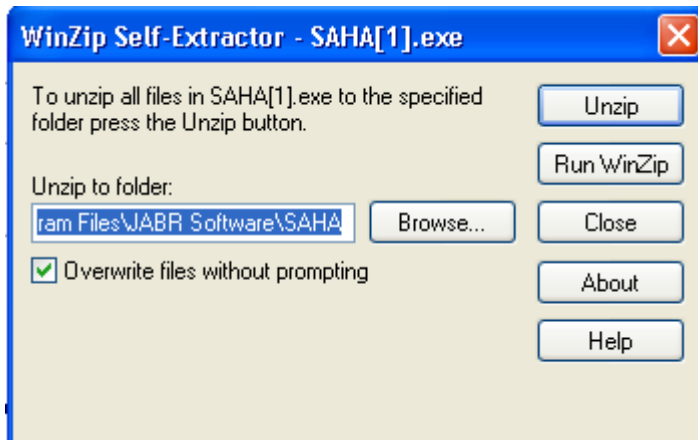 WinZip Self-Extractor - SAHA[1].exe
To unzip all files in SAHA[1].exe to the specified
folder press the Unzip button.
Unzip
Run WinZip
Unzip to folder:
ram Files\JABR Software\SAHA
Browse...
Close
Overwrite files without prompting
About
Help